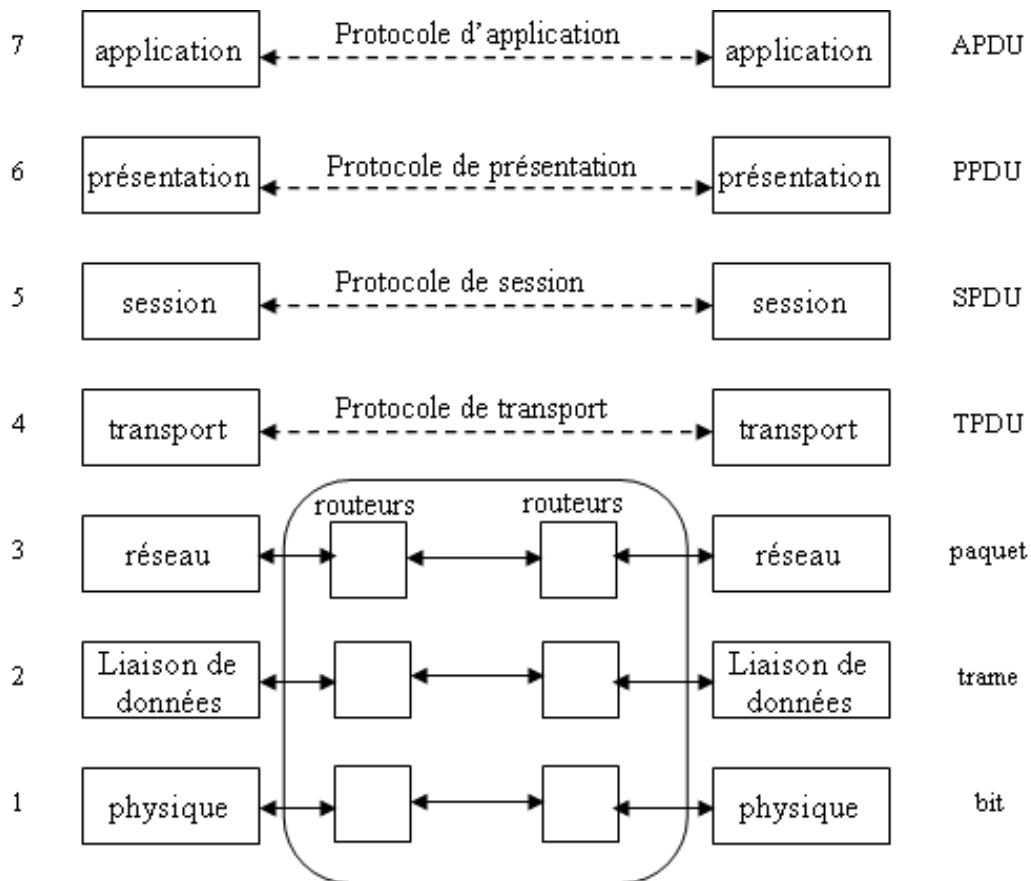 7
application
Protocole d'application
application
APDU
6
présentation
Protocole de présentation
présentation
PPDU
5
session
Protocole de session
session
SPDU
4
transport
Protocole de transport
transport
TPDU
routeurs
routeurs
3
réseau
réseau
paquet
2
Liaison de
données
Liaison de
données
trame
1
physique
physique
bit